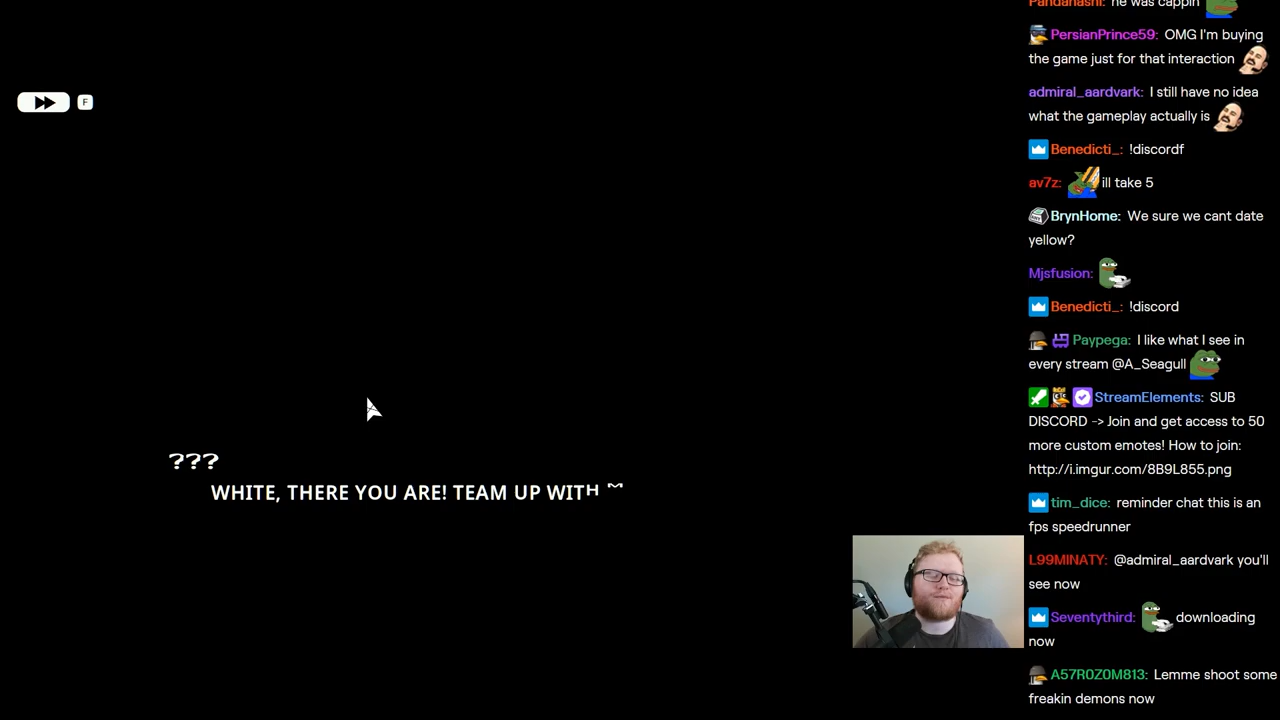 F
???
WHITE, THERE YOU ARE! TEAM UP WITH
Pandahashi: he was cappin
PersianPrince59: OMG I'm buying
the game just for that interaction
admiral_aardvark: I still have no idea
what the gameplay actually is
Benedicti_: !discordf
av7z: ill take 5
BrynHome: We sure we cant date
yellow?
Mjsfusion:
Benedicti_: !discord
Paypega: I like what I see in
every stream @A_Seagull
StreamElements: SUB
DISCORD -> Join and get access to 50
more custom emotes! How to join:
http://i.imgur.com/8B9L855.png
tim_dice: reminder chat this is an
fps speedrunner
L99MINATY: @admiral_aardvark you'll
see now
Seventythird: downloading
now
A57R0Z0M813: Lemme shoot some
freakin demons now